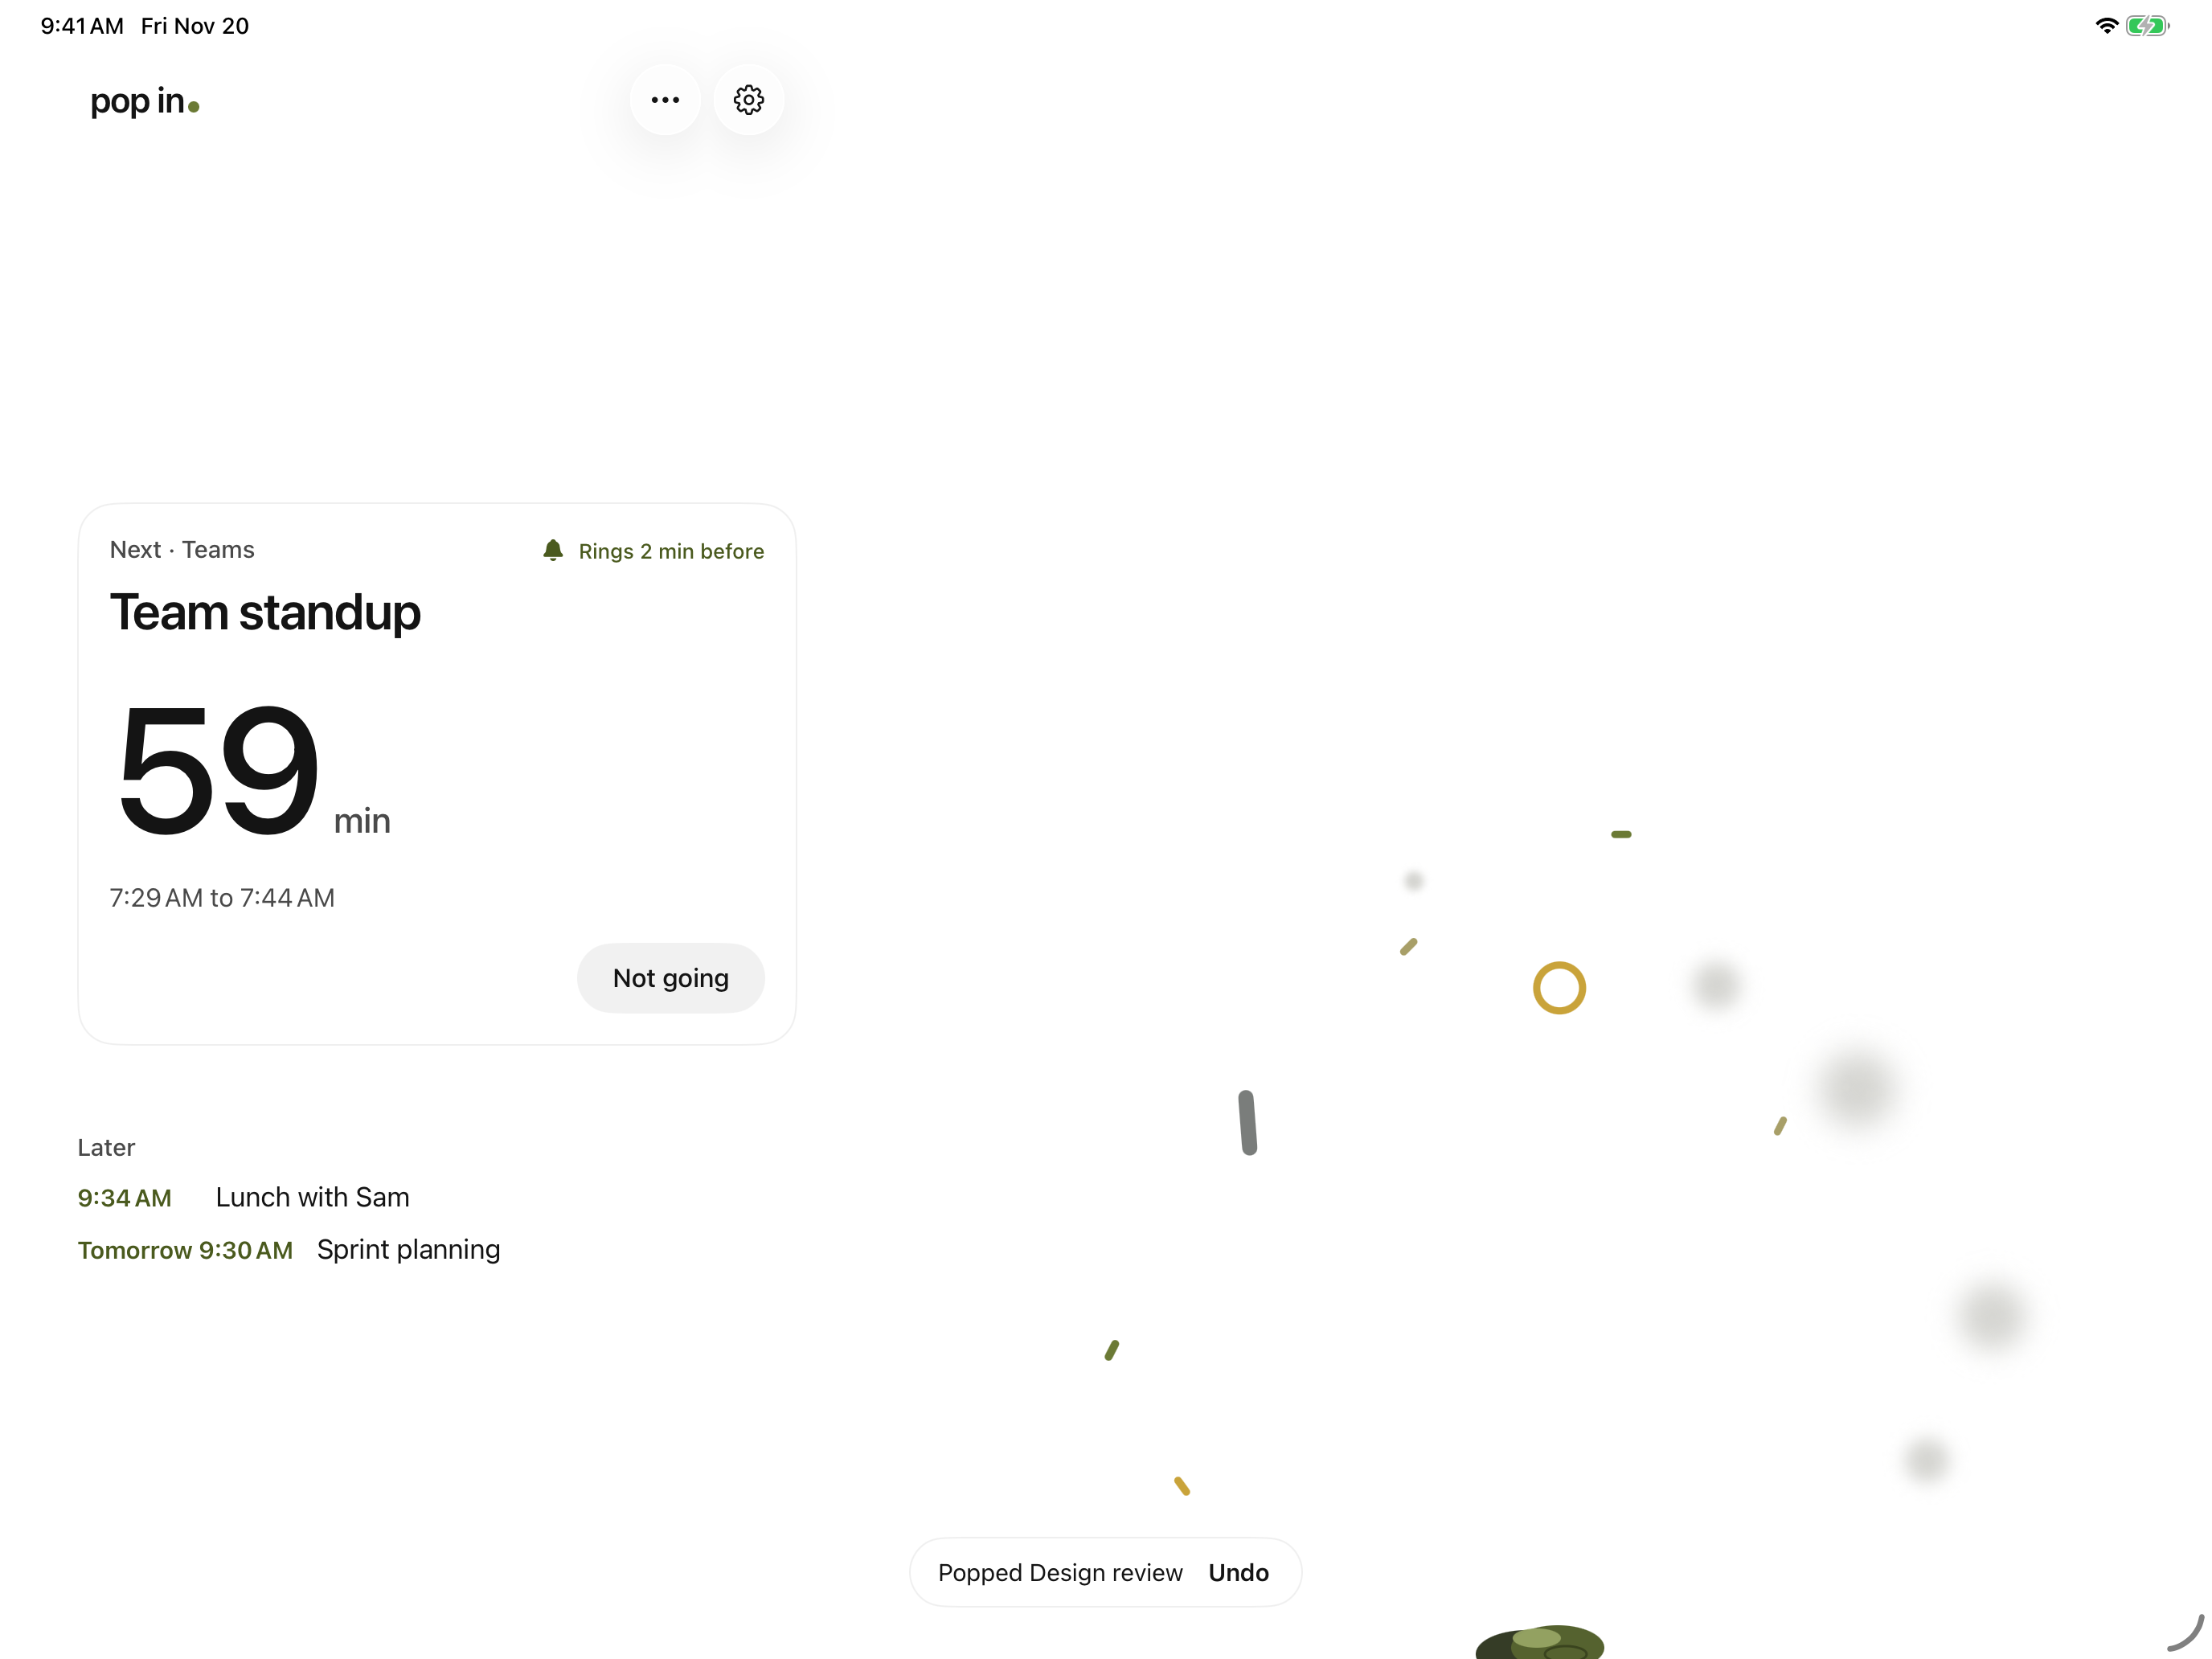 9:41 AM Fri Nov 20
pop in
Next · Teams
Rings 2 min before
Team standup
59 min
7:29 AM to 7:44 AM
Not going
Later
9:34 AM Lunch with Sam
Tomorrow 9:30 AM Sprint planning
Popped Design review Undo